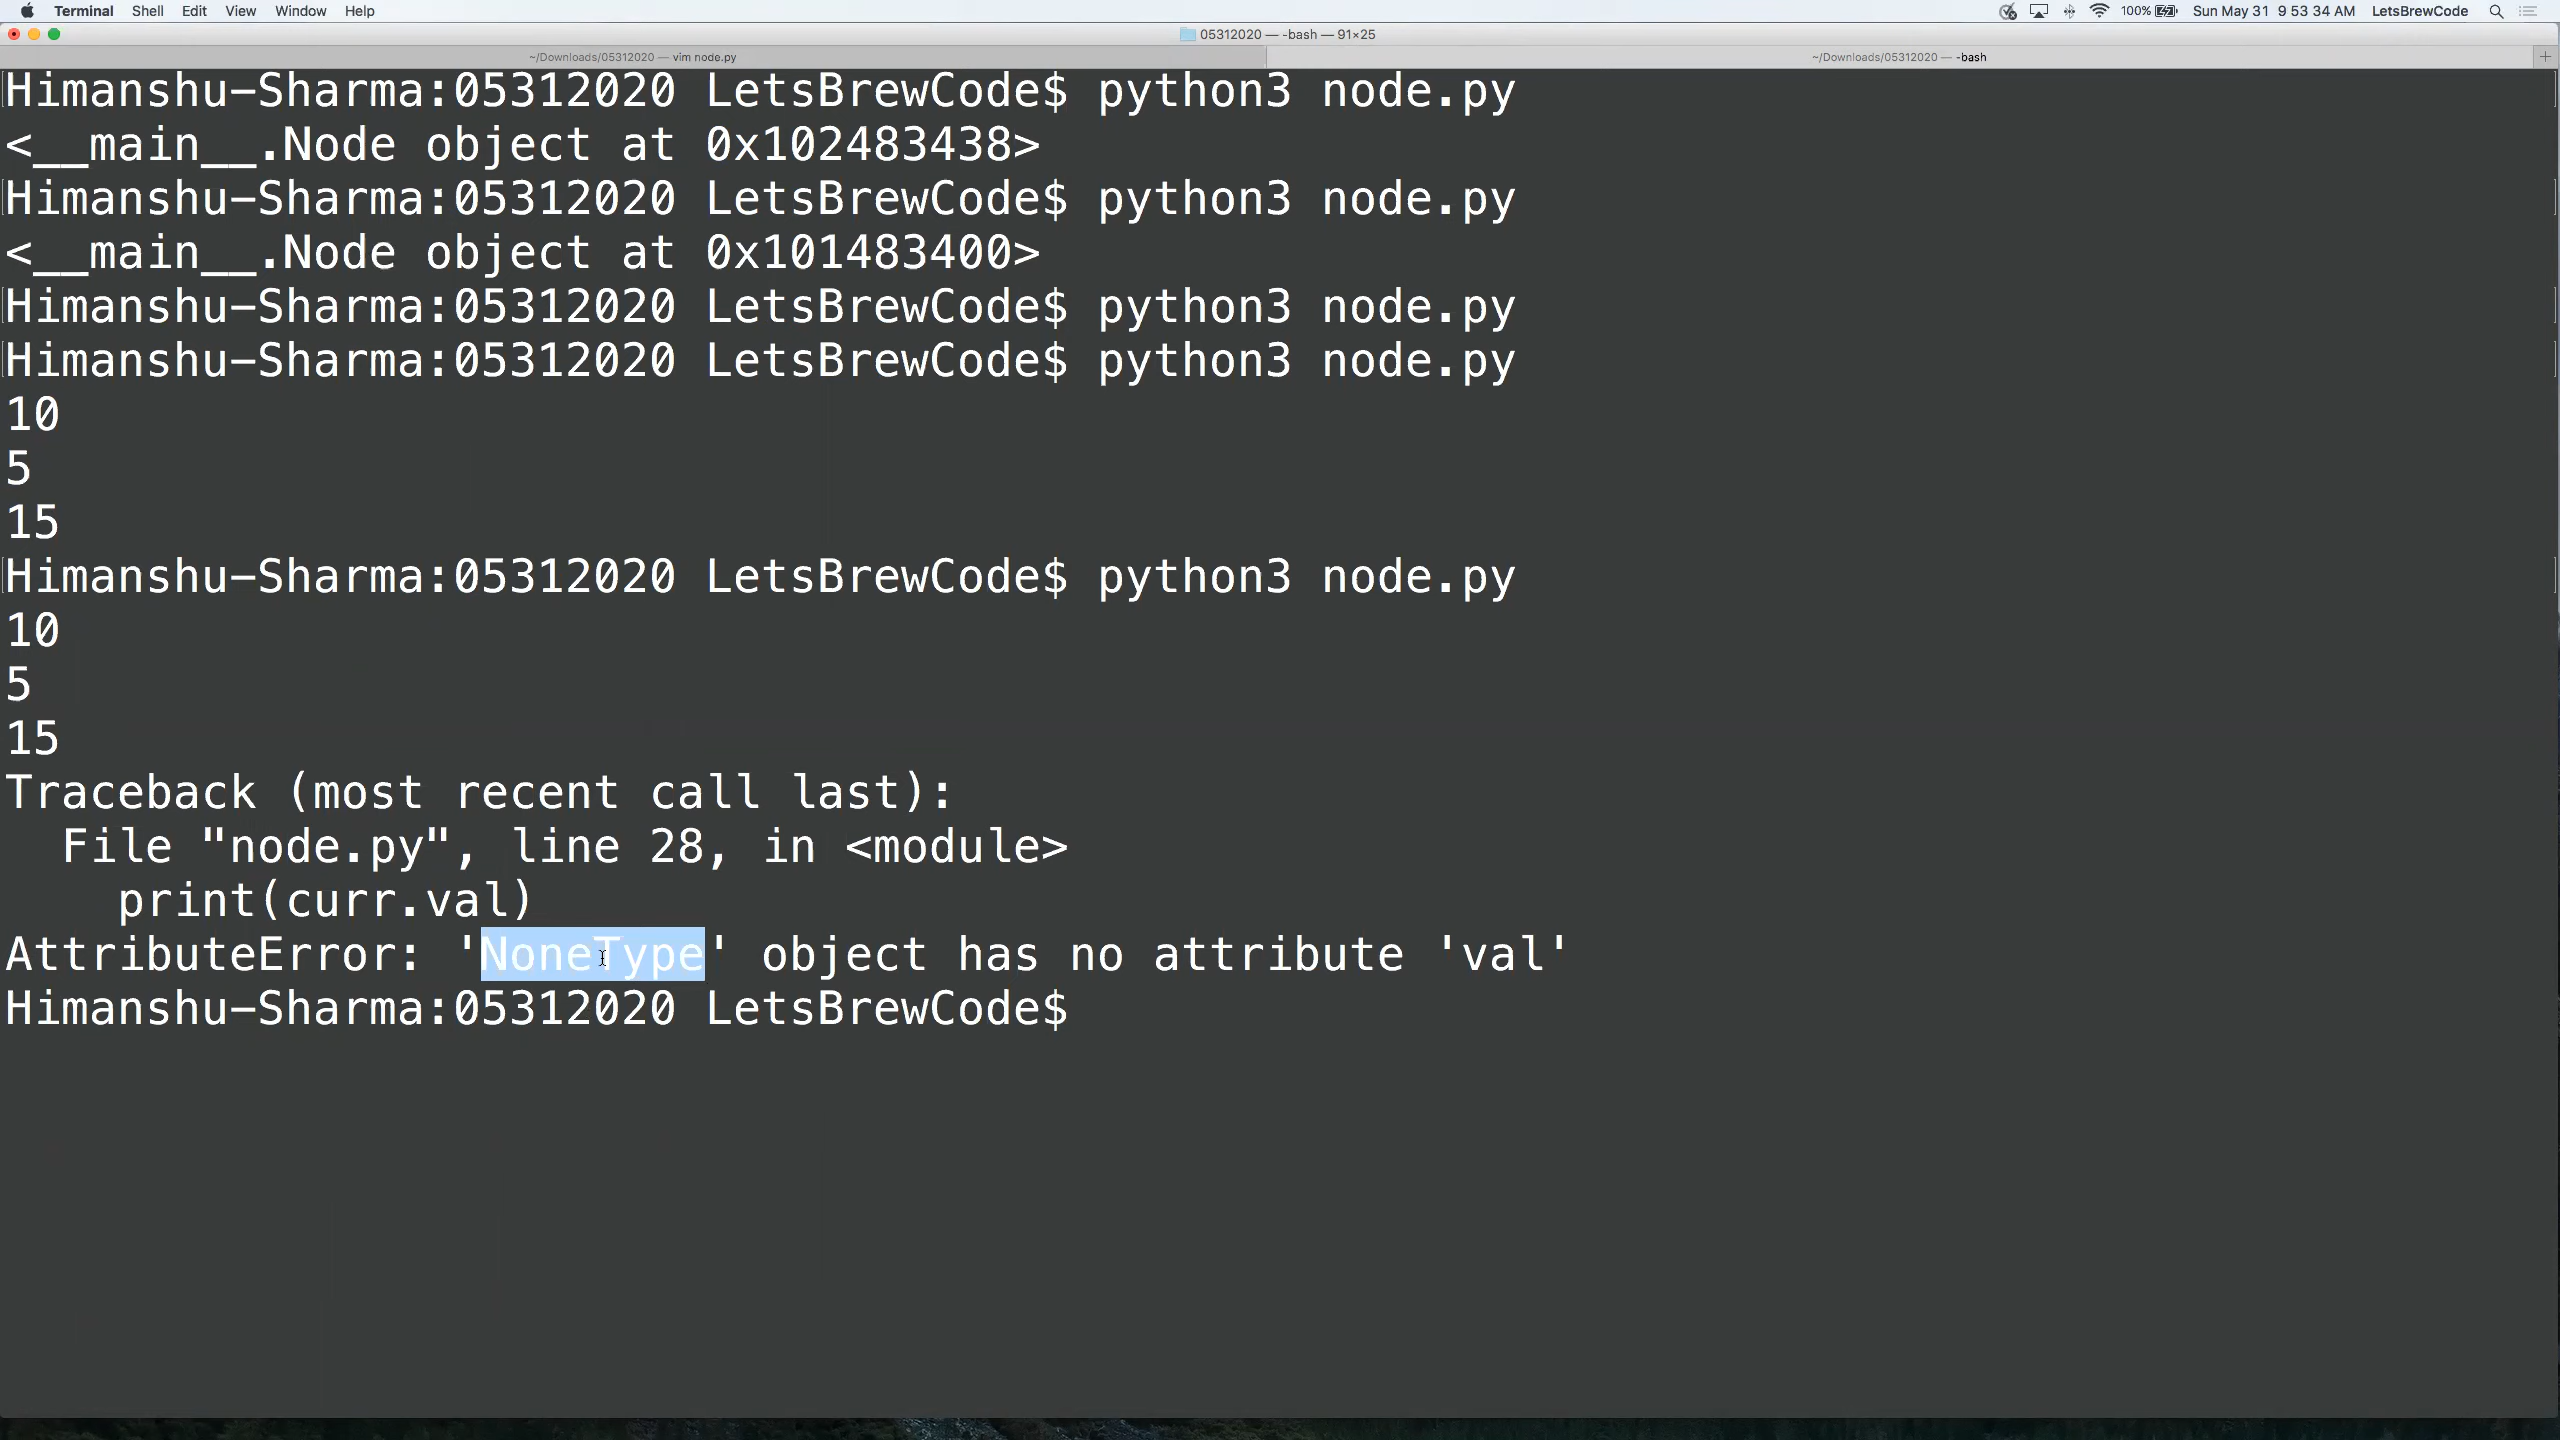 Terminal Shell Edit View Window Help 100% Sun May 31 9 53 34 AM LetsBrewCode
05312020 — -bash — 91×25
~/Downloads/05312020 — vim node.py ~/Downloads/05312020 — -bash +
Himanshu-Sharma:05312020 LetsBrewCode$ python3 node.py
<__main__.Node object at 0x102483438>
Himanshu-Sharma:05312020 LetsBrewCode$ python3 node.py
<__main__.Node object at 0x101483400>
Himanshu-Sharma:05312020 LetsBrewCode$ python3 node.py
Himanshu-Sharma:05312020 LetsBrewCode$ python3 node.py
10
5
15
Himanshu-Sharma:05312020 LetsBrewCode$ python3 node.py
10
5
15
Traceback (most recent call last):
  File "node.py", line 28, in <module>
    print(curr.val)
AttributeError: 'NoneType' object has no attribute 'val'
Himanshu-Sharma:05312020 LetsBrewCode$